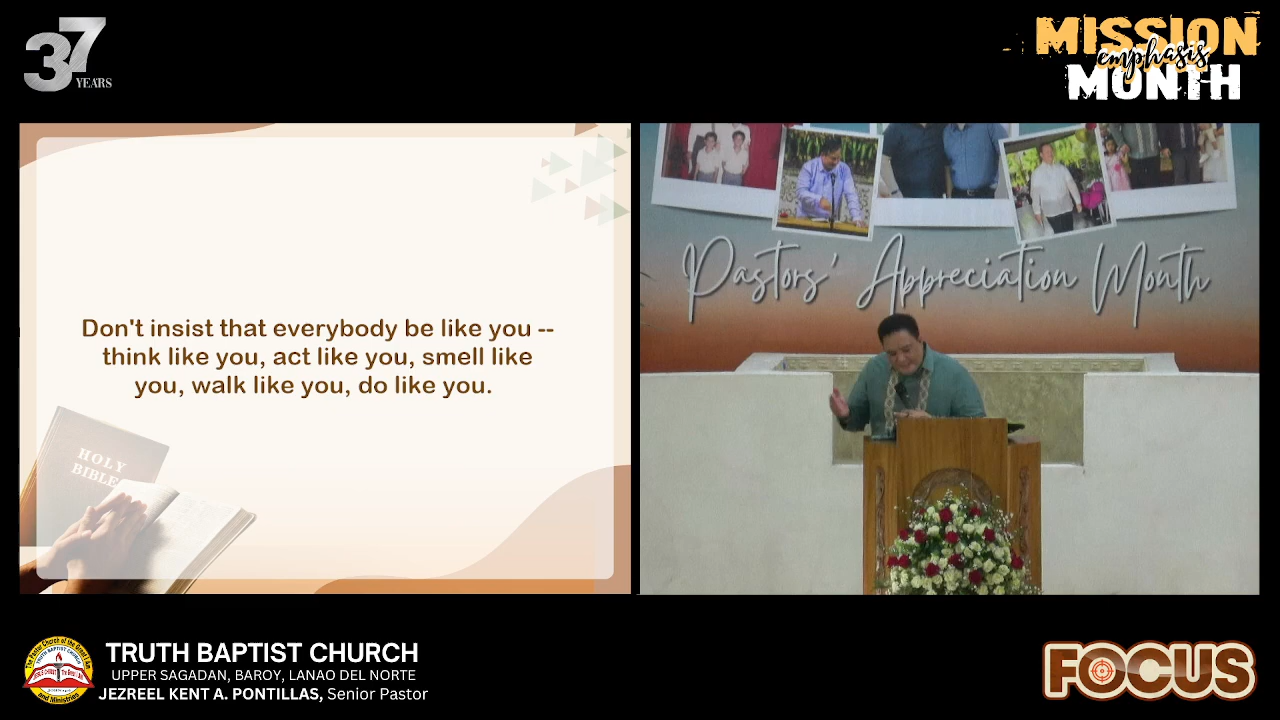 37
YEARS
MISSION
emphasis
MONTH
Don't insist that everybody be like you --
think like you, act like you, smell like
you, walk like you, do like you.
HOLY
BIBLE
Pastors' Appreciation Month
TRUTH BAPTIST CHURCH
UPPER SAGADAN, BAROY, LANAO DEL NORTE
JEZREEL KENT A. PONTILLAS, Senior Pastor
FOCUS